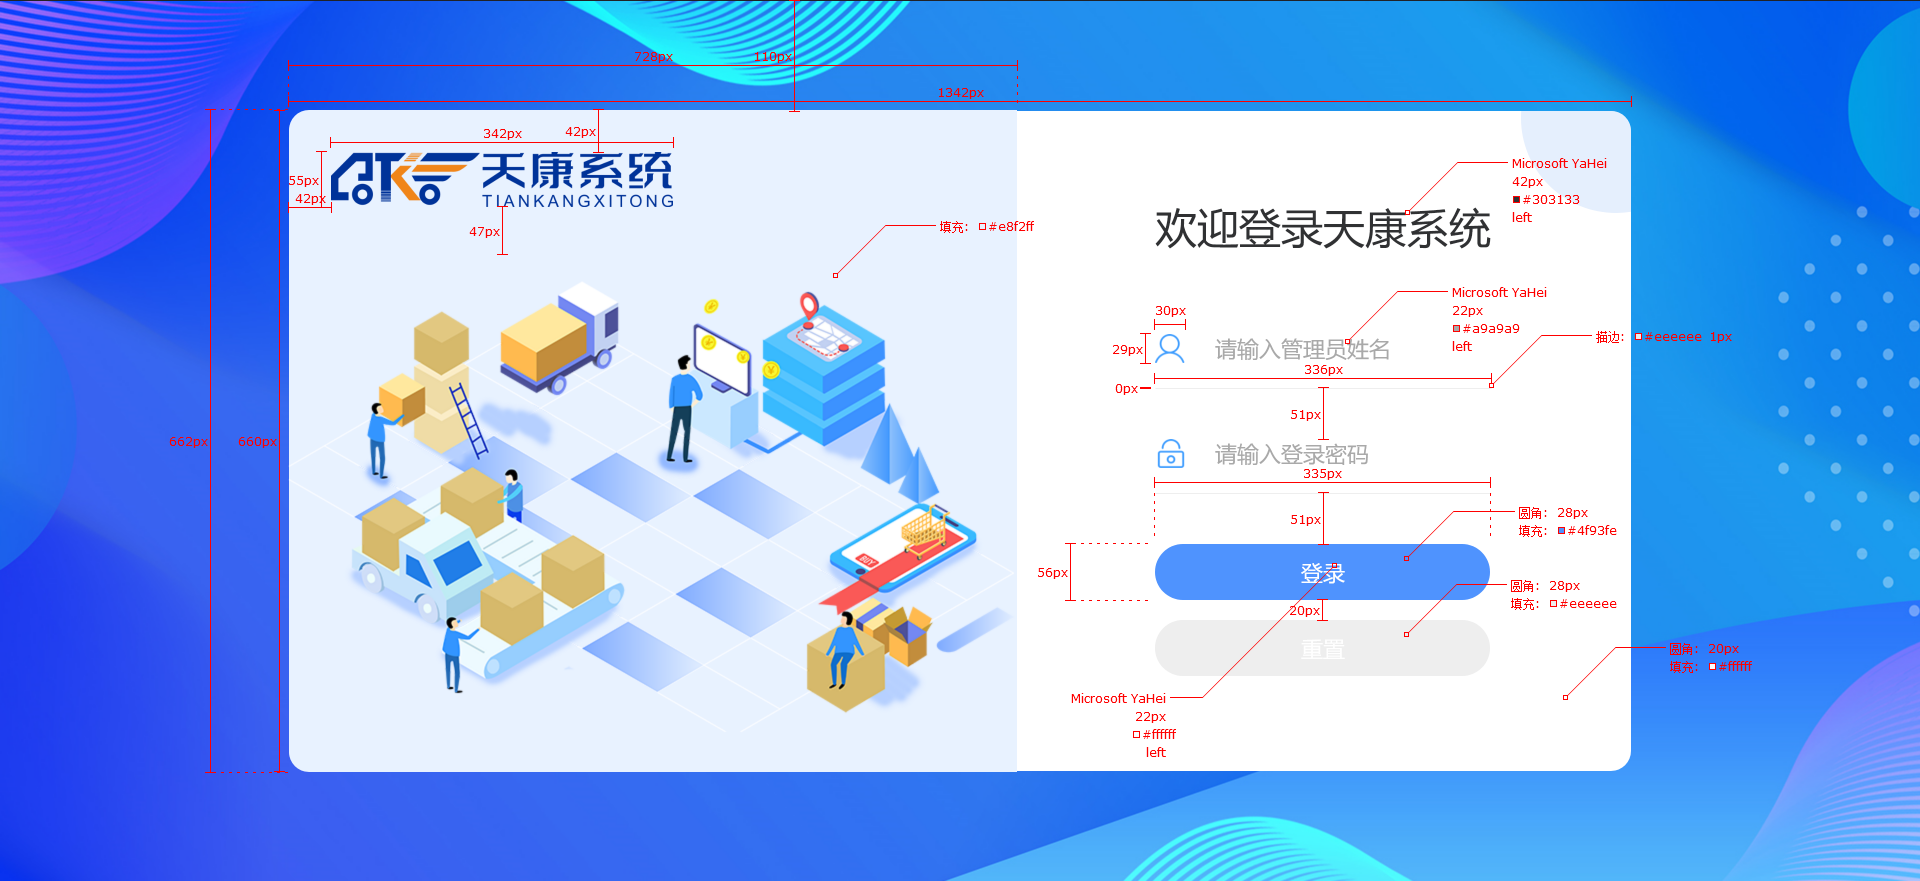 728px
110px
1342px
342px
42px
55px
42px
天康系统
TIANKANGXITONG
47px
填充： #e8f2ff
Microsoft YaHei
42px
#303133
left
欢迎登录天康系统
Microsoft YaHei
22px
#a9a9a9
left
30px
29px
请输入管理员姓名
描边： #eeeeee 1px
336px
0px
51px
662px
660px
请输入登录密码
335px
51px
圆角： 28px
填充： #4f93fe
56px
登录
圆角： 28px
填充： #eeeeee
20px
重置
圆角： 20px
填充： #ffffff
Microsoft YaHei
22px
#ffffff
left